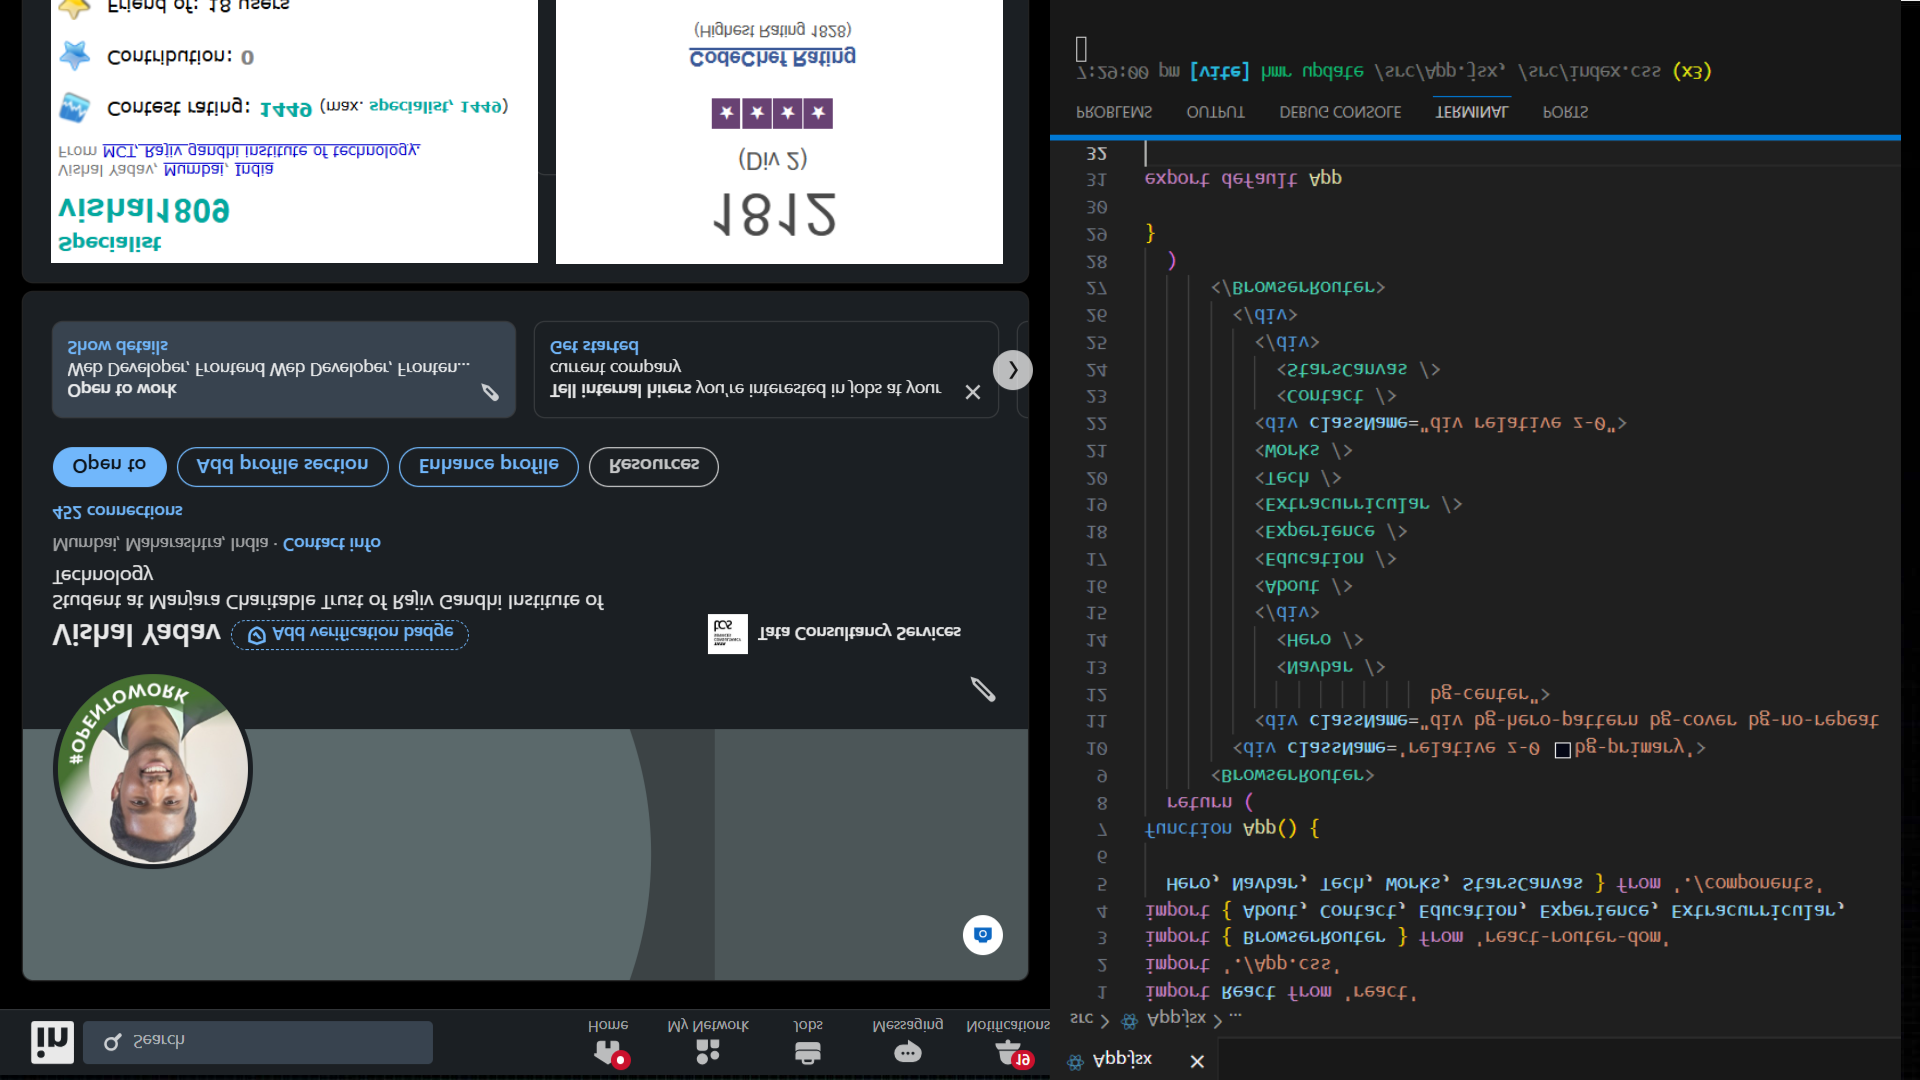 in
Search
Home
My Network
Jobs
Messaging
19
Notifications
#OPENTOWORK
Vishal Yadav
Add verification badge
Student at Manjara Charitable Trust of Rajiv Gandhi Institute of
Technology
Mumbai, Maharashtra, India · Contact info
452 connections
tcs
Tata Consultancy Services
Open to
Add profile section
Enhance profile
Resources
Open to work
Web Developer, Frontend Web Developer, Fronten...
Show details
Tell internal hirers you're interested in jobs at your
current company
Get started
Specialist
vishal1809
Vishal Yadav, Mumbai, India
From MCT, Rajiv gandhi institute of technology,
Contest rating: 1449 (max. specialist, 1449)
Contribution: 0
Friend of: 18 users
1812
(Div 2)
★ ★ ★ ★
CodeChef Rating
(Highest Rating 1828)
App.jsx
src > App.jsx > ...
1 import React from 'react'
2 import './App.css'
3 import { BrowserRouter } from 'react-router-dom'
4 import { About, Contact, Education, Experience, Extracurricular,
5 Hero, Navbar, Tech, Works, StarsCanvas } from './components'
6
7 function App() {
8 return (
9 <BrowserRouter>
10 <div className='relative z-0 bg-primary'>
11 <div className="div bg-hero-pattern bg-cover bg-no-repeat
12 bg-center">
13 <Navbar />
14 <Hero />
15 </div>
16 <About />
17 <Education />
18 <Experience />
19 <Extracurricular />
20 <Tech />
21 <Works />
22 <div className="div relative z-0">
23 <Contact />
24 <StarsCanvas />
25 </div>
26 </div>
27 </BrowserRouter>
28 )
29 }
30
31 export default App
32
PROBLEMS
OUTPUT
DEBUG CONSOLE
TERMINAL
PORTS
7:29:00 pm [vite] hmr update /src/App.jsx, /src/index.css (x3)